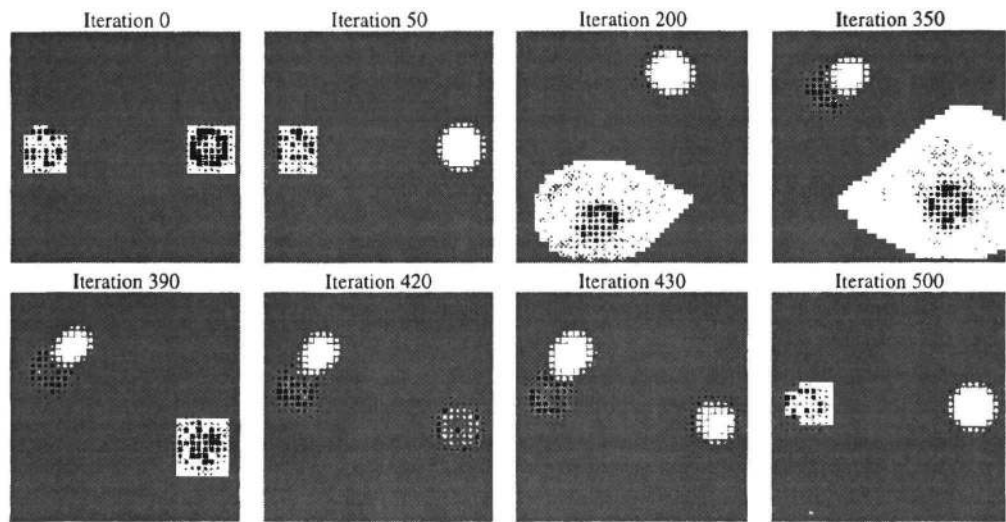 Iteration 0
Iteration 50
Iteration 200
Iteration 350
Iteration 390
Iteration 420
Iteration 430
Iteration 500